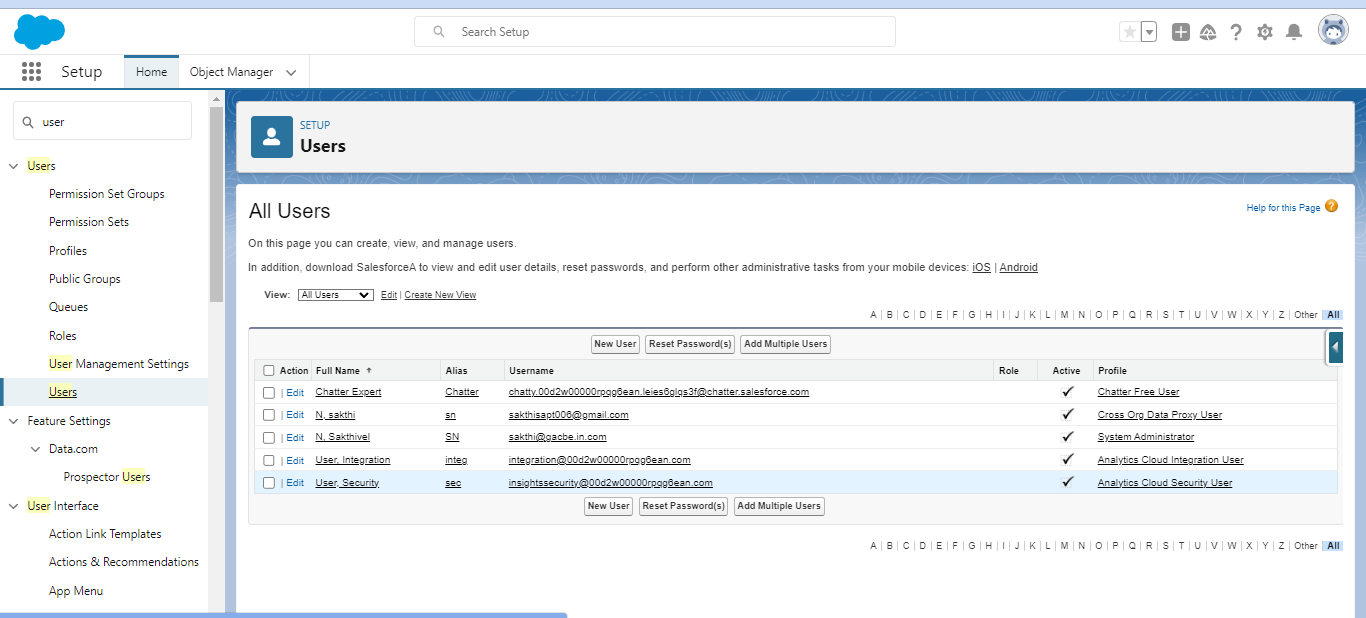 Search Setup
Setup
Home
Object Manager
user
Users
Permission Set Groups
Permission Sets
Profiles
Public Groups
Queues
Roles
User Management Settings
Users
Feature Settings
Data.com
Prospector Users
User Interface
Action Link Templates
Actions & Recommendations
App Menu
SETUP
Users
All Users
Help for this Page ?
On this page you can create, view, and manage users.
In addition, download SalesforceA to view and edit user details, reset passwords, and perform other administrative tasks from your mobile devices: iOS | Android
View: All Users Edit | Create New View
A | B | C | D | E | F | G | H | I | J | K | L | M | N | O | P | Q | R | S | T | U | V | W | X | Y | Z | Other | All
New User Reset Password(s) Add Multiple Users
Action Full Name ↑ Alias Username Role Active Profile
| Edit Chatter Expert Chatter chatty.00d2w00000rpqg6ean.leies6glqs3f@chatter.salesforce.com ✓ Chatter Free User
| Edit N, sakthi sn sakthisapt006@gmail.com ✓ Cross Org Data Proxy User
| Edit N, Sakthivel SN sakthi@gacbe.in.com ✓ System Administrator
| Edit User, Integration integ integration@00d2w00000rpqg6ean.com ✓ Analytics Cloud Integration User
| Edit User, Security sec insightssecurity@00d2w00000rpqg6ean.com ✓ Analytics Cloud Security User
New User Reset Password(s) Add Multiple Users
A | B | C | D | E | F | G | H | I | J | K | L | M | N | O | P | Q | R | S | T | U | V | W | X | Y | Z | Other | All